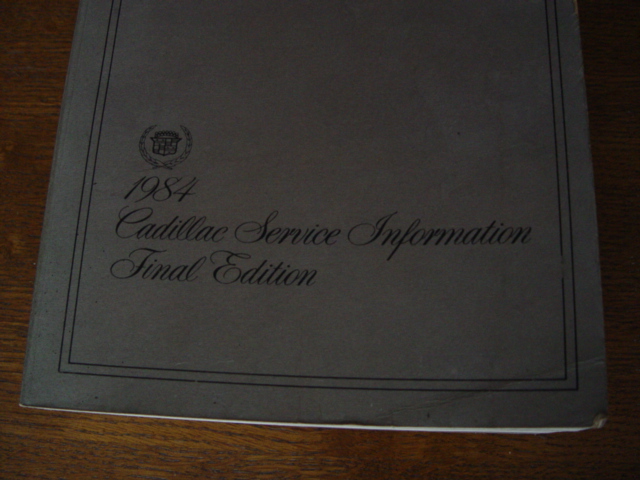 1984
Cadillac Service Information
Final Edition